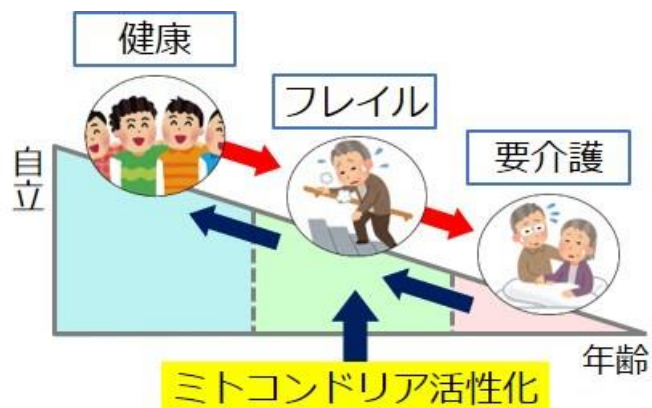 健康
フレイル
要介護
自立
年齢
ミトコンドリア活性化